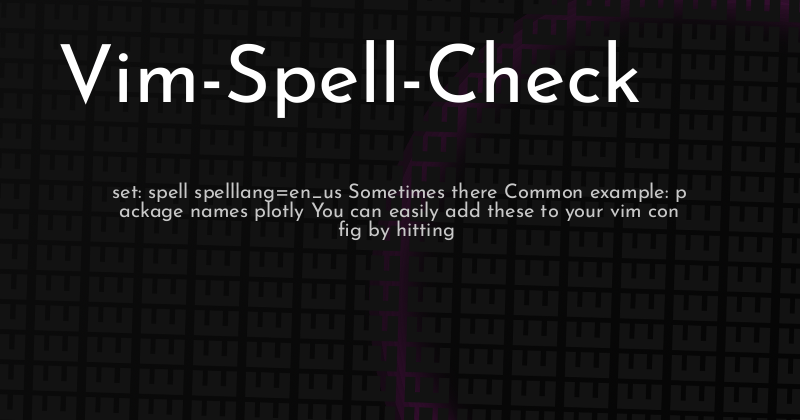 Vim-Spell-Check
set: spell spelllang=en_us Sometimes there Common example: p
ackage names plotly You can easily add these to your vim con
fig by hitting